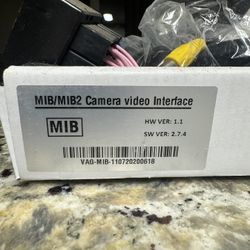 MIB/MIB2 Camera video Interface
MIB
HW VER: 1.1
SW VER: 2.7.4
VAG-MIB-110720200618